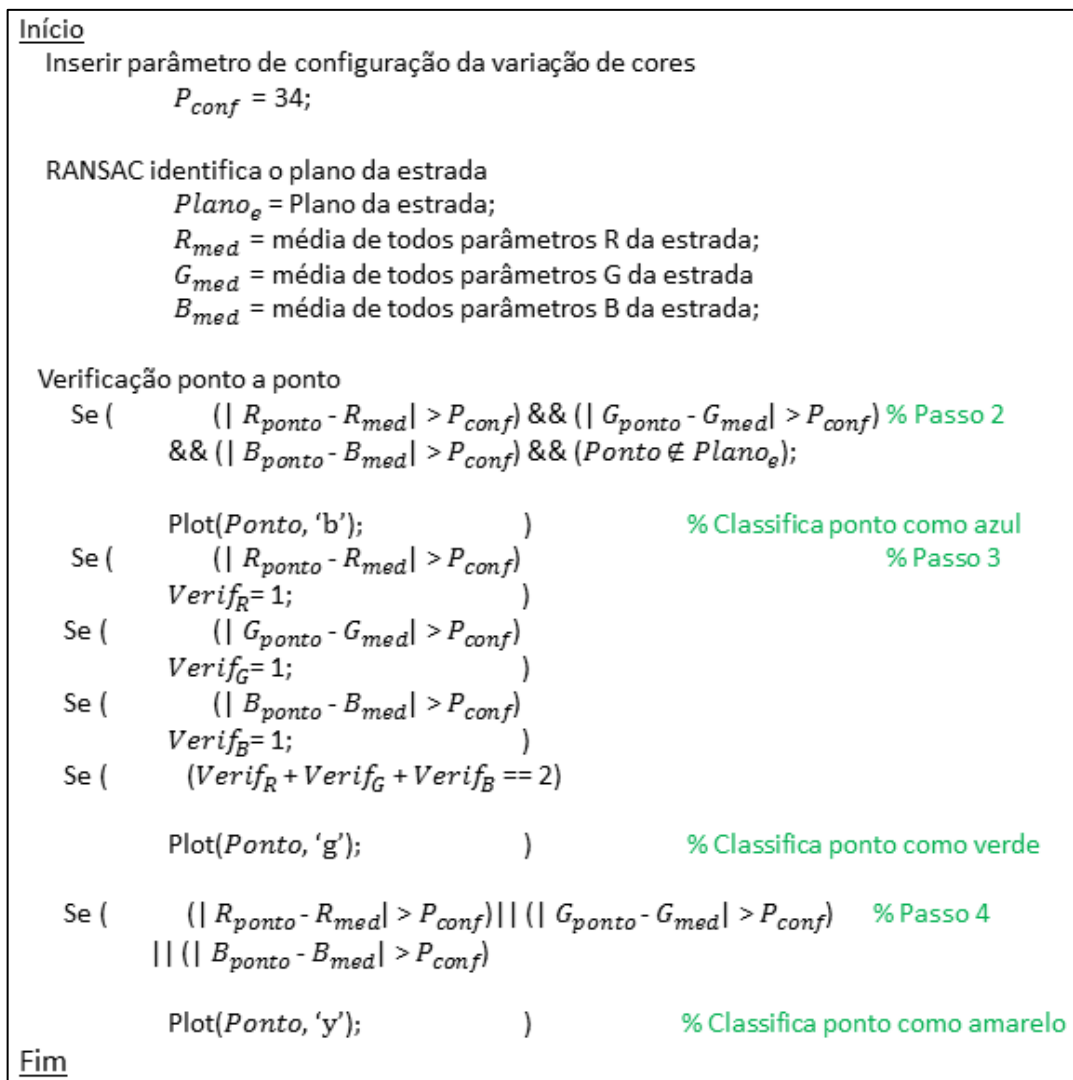 Início
Inserir parâmetro de configuração da variação de cores
P_conf = 34;
RANSAC identifica o plano da estrada
Plano_e = Plano da estrada;
R_med = média de todos parâmetros R da estrada;
G_med = média de todos parâmetros G da estrada
B_med = média de todos parâmetros B da estrada;
Verificação ponto a ponto
Se ( (| R_ponto - R_med| > P_conf) && (| G_ponto - G_med| > P_conf) % Passo 2
&& (| B_ponto - B_med| > P_conf) && (Ponto ∉ Plano_e);
Plot(Ponto, ‘b’); ) % Classifica ponto como azul
Se ( (| R_ponto - R_med| > P_conf) % Passo 3
Verif_R= 1; )
Se ( (| G_ponto - G_med| > P_conf)
Verif_G= 1; )
Se ( (| B_ponto - B_med| > P_conf)
Verif_B= 1; )
Se ( (Verif_R + Verif_G + Verif_B == 2)
Plot(Ponto, ‘g’); ) % Classifica ponto como verde
Se ( (| R_ponto - R_med| > P_conf)|| (| G_ponto - G_med| > P_conf) % Passo 4
|| (| B_ponto - B_med| > P_conf)
Plot(Ponto, ‘y’); ) % Classifica ponto como amarelo
Fim